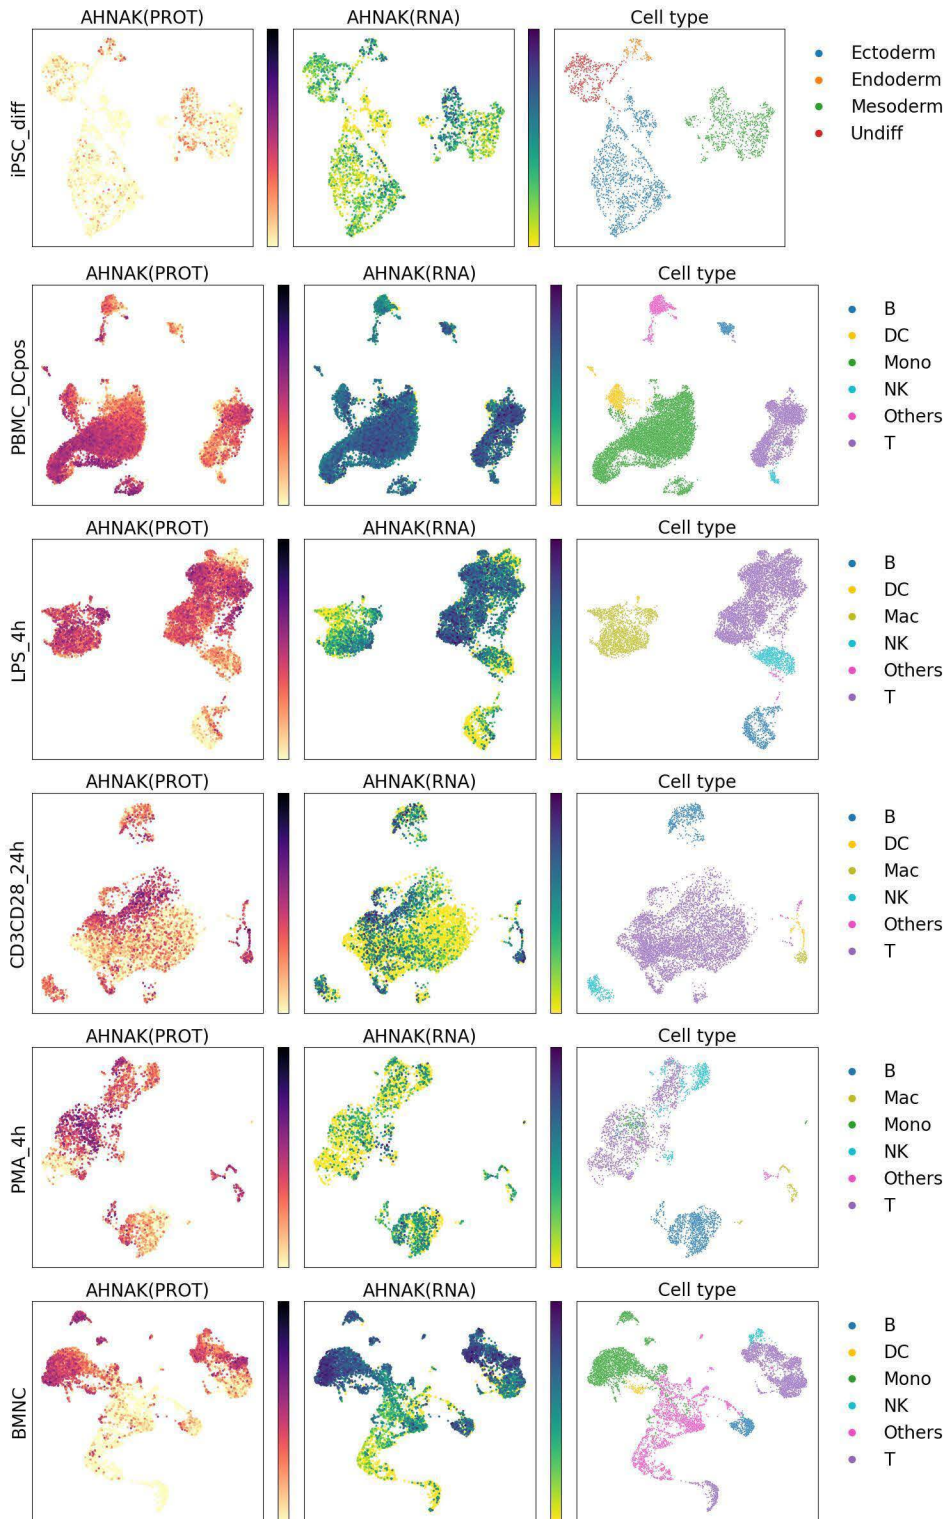 AHNAK(PROT) AHNAK(RNA) Cell type
iPSC_diff
Ectoderm
Endoderm
Mesoderm
Undiff
AHNAK(PROT) AHNAK(RNA) Cell type
PBMC_DCpos
B
DC
Mono
NK
Others
T
AHNAK(PROT) AHNAK(RNA) Cell type
LPS_4h
B
DC
Mac
NK
Others
T
AHNAK(PROT) AHNAK(RNA) Cell type
CD3CD28_24h
B
DC
Mac
NK
Others
T
AHNAK(PROT) AHNAK(RNA) Cell type
PMA_4h
B
Mac
Mono
NK
Others
T
AHNAK(PROT) AHNAK(RNA) Cell type
BMNC
B
DC
Mono
NK
Others
T